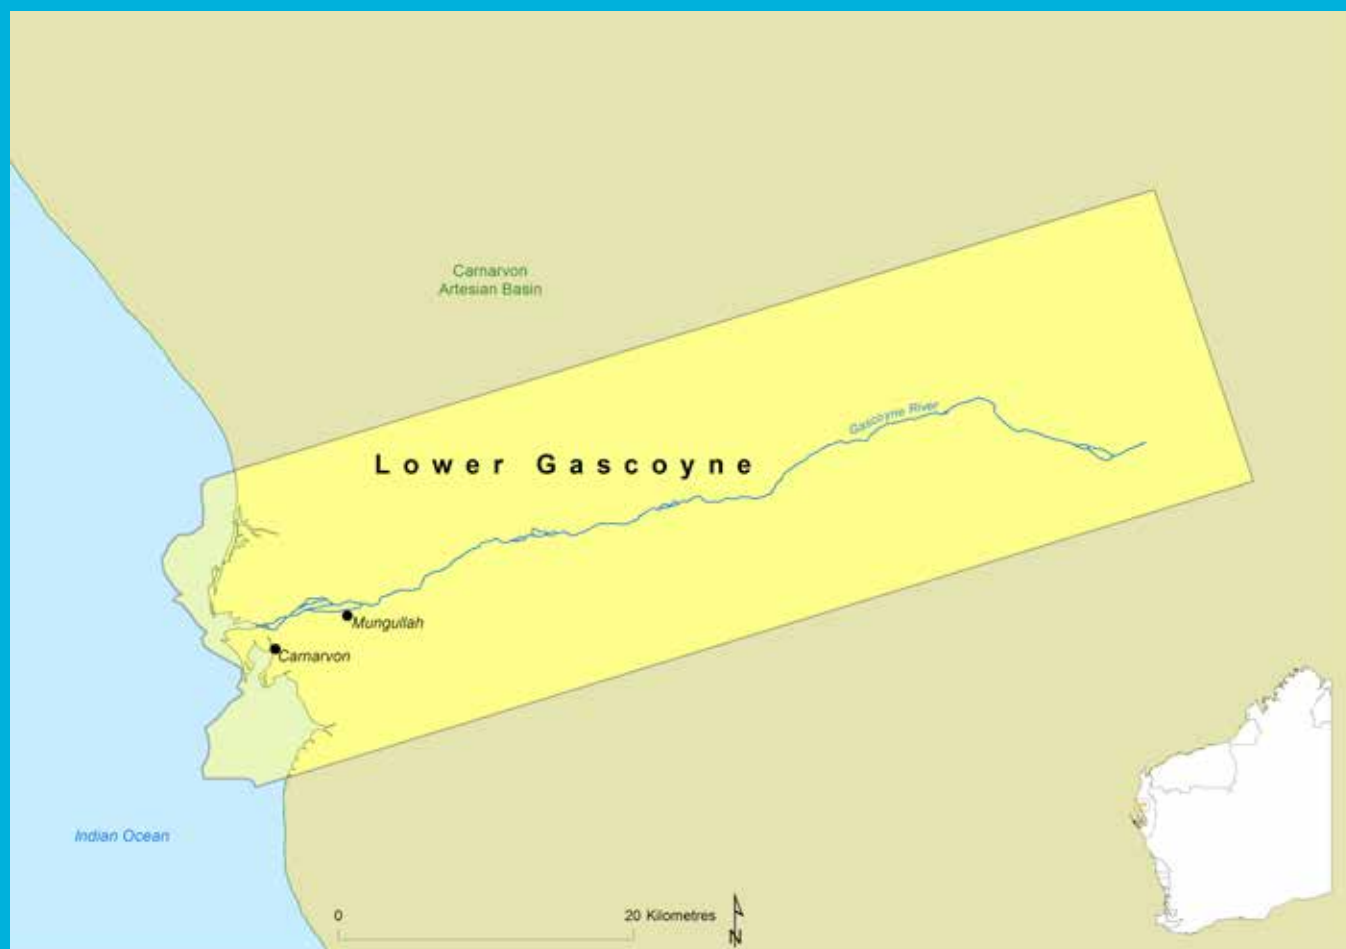 Carnarvon
Artesian Basin
Gascoyne River
Lower Gascoyne
Mungullah
Carnarvon
Indian Ocean
0 20 Kilometres
N